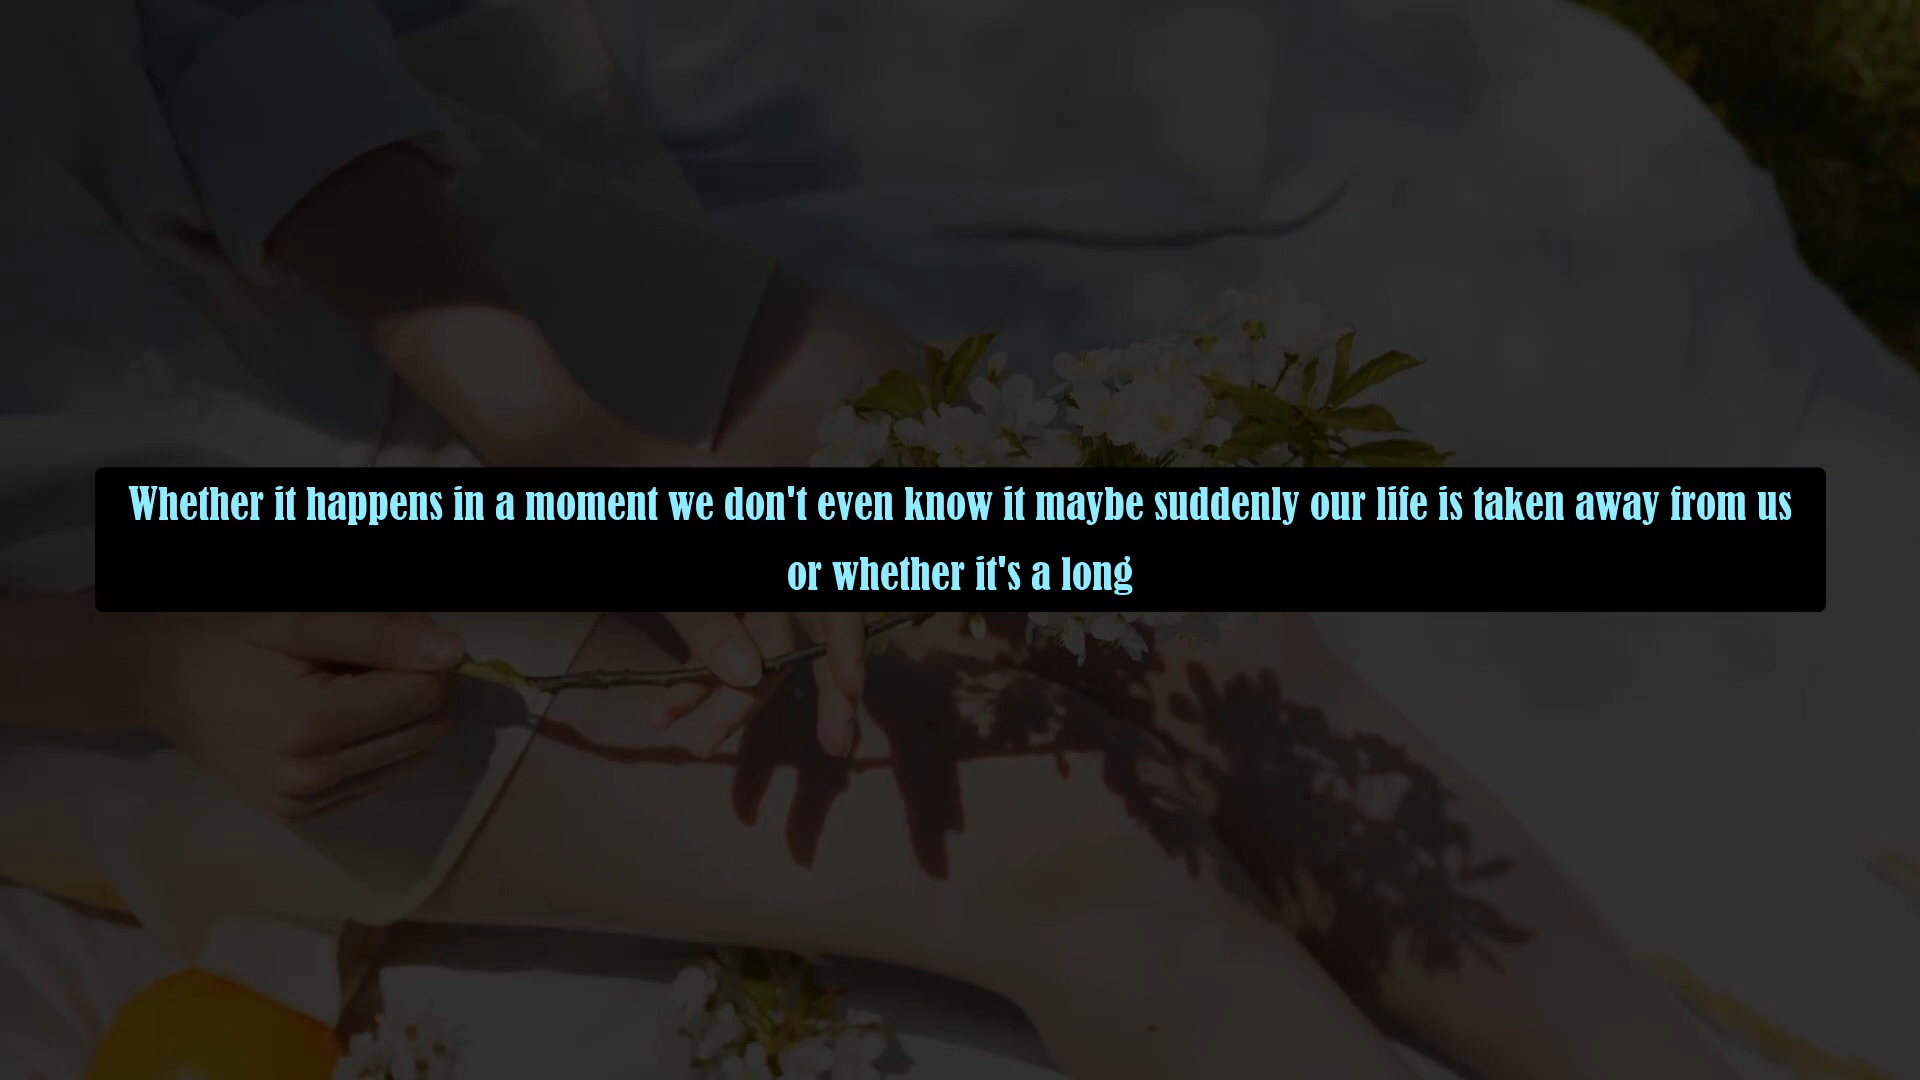 Whether it happens in a moment we don't even know it maybe suddenly our life is taken away from us
or whether it's a long